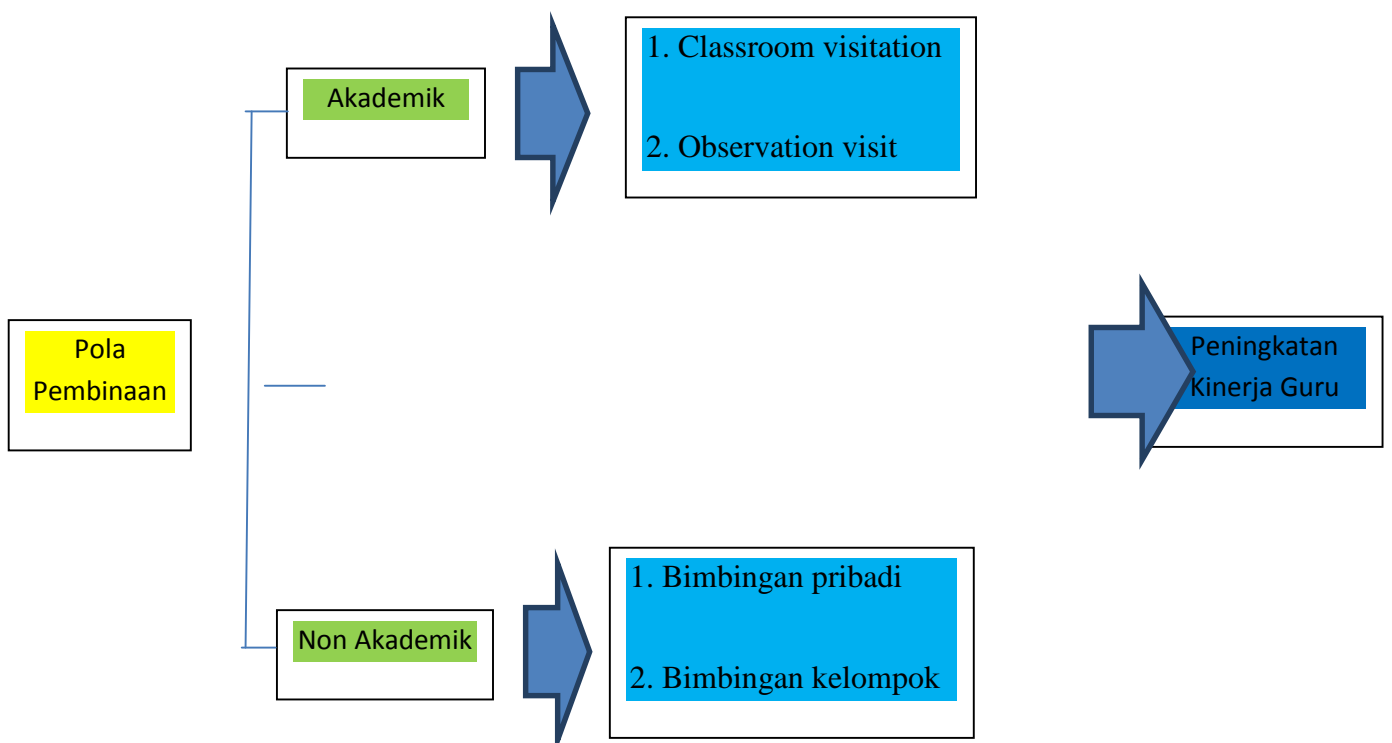 1. Classroom visitation
Akademik
2. Observation visit
Pola
Pembinaan
Peningkatan
Kinerja Guru
1. Bimbingan pribadi
Non Akademik
2. Bimbingan kelompok